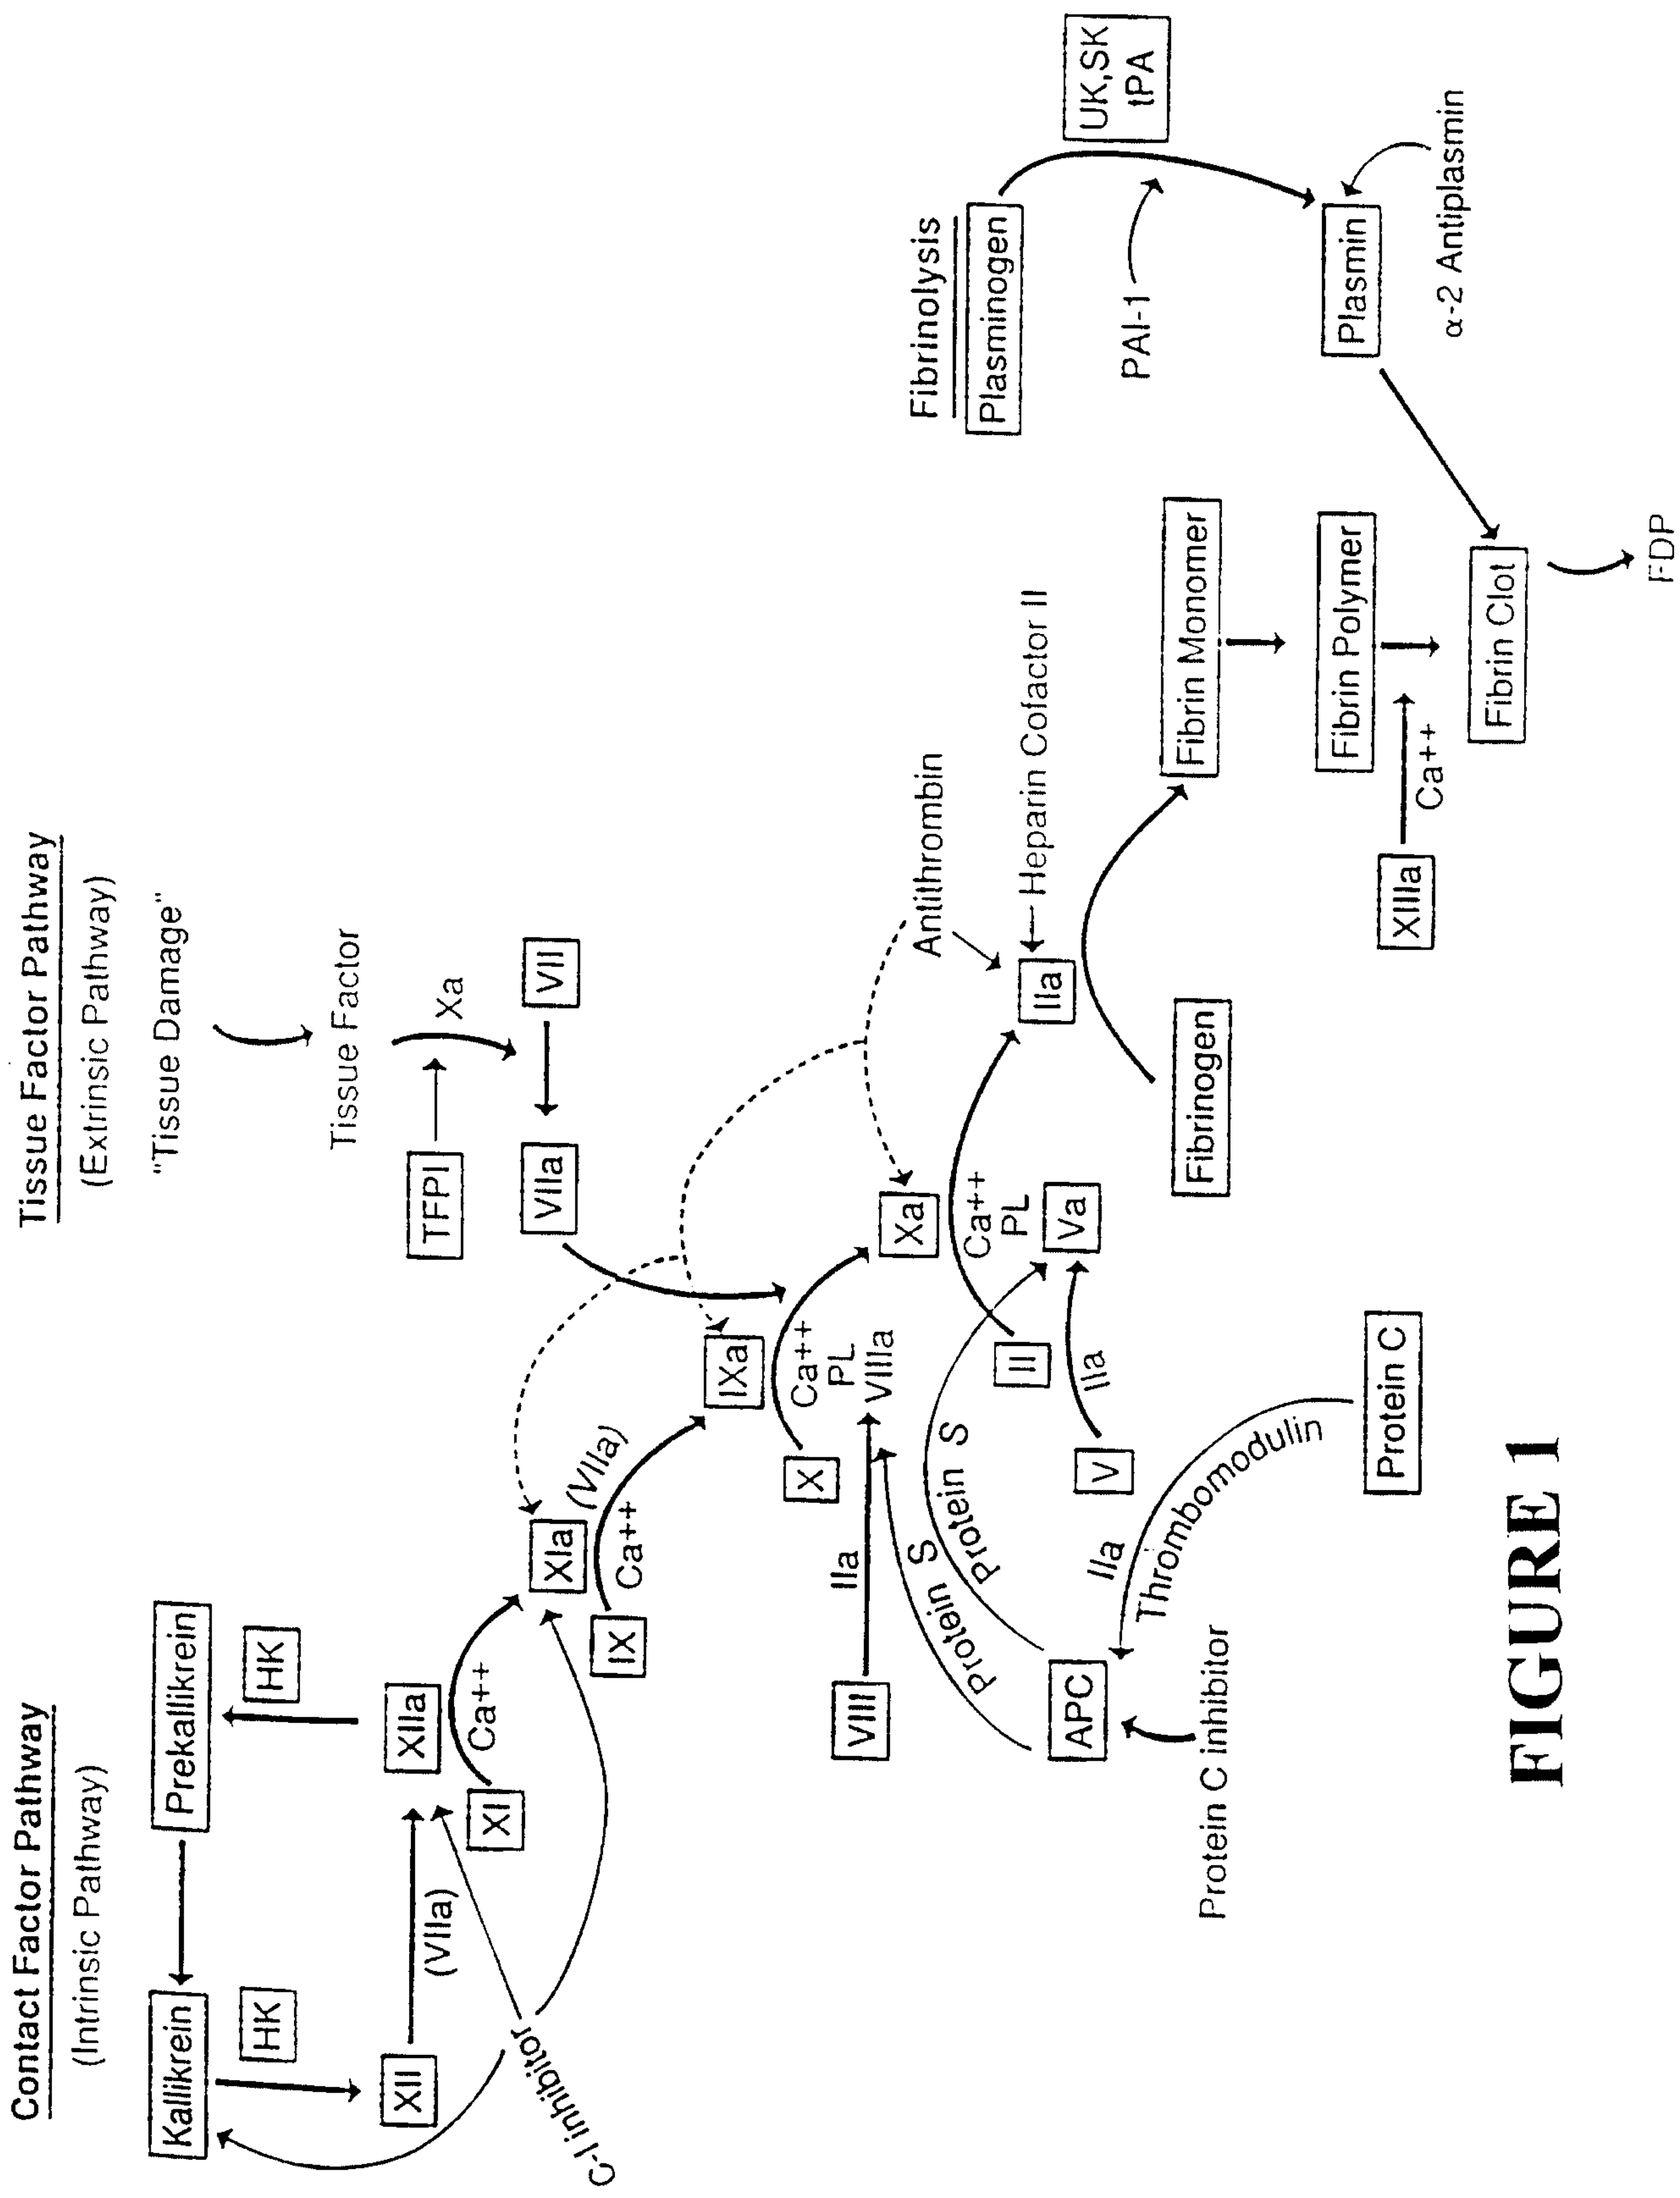 Contact Factor Pathway
(Intrinsic Pathway)
Tissue Factor Pathway
(Extrinsic Pathway)
Kallikrein
Prekallikrein
"Tissue Damage"
HK
HK
Tissue Factor
XII
(VIIa)
XIIa
TFPI
Xa
Ca++
XI
VIIa
VII
C-I inhibitor
XIa
(VIIa)
IX
Ca++
IXa
X
Ca++
PL
VIIIa
VIII
IIa
Xa
Antithrombin
Fibrinolysis
Plasminogen
Protein S
Protein S
Ca++
PL
II
IIa
Heparin Cofactor II
Va
APC
V
IIa
UK,SK
tPA
PAI-1
IIa
Thrombomodulin
Fibrinogen
Fibrin Monomer
Protein C inhibitor
Protein C
Fibrin Polymer
Plasmin
XIIIa
Ca++
α-2 Antiplasmin
Fibrin Clot
FDP
FIGURE 1